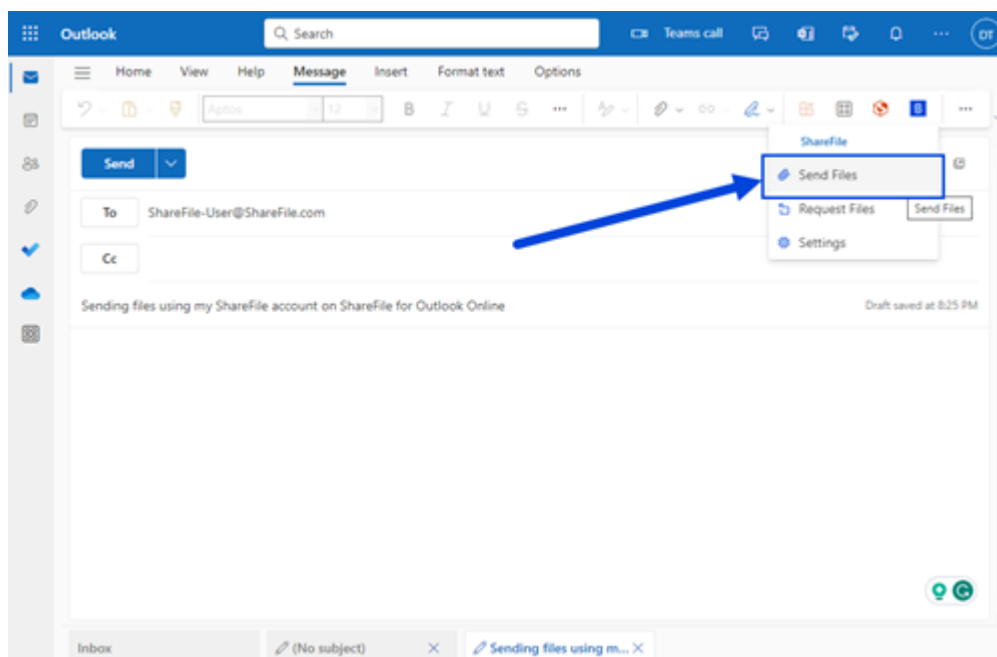 Outlook
Search
Teams call
DT
Home View Help Message Insert Format text Options
Aptos 12 B I U S
S
ShareFile
Send
Send Files
To ShareFile-User@ShareFile.com
Request Files
Send Files
Cc
Settings
Sending files using my ShareFile account on ShareFile for Outlook Online Draft saved at 8:25 PM
Inbox (No subject) Sending files using m...